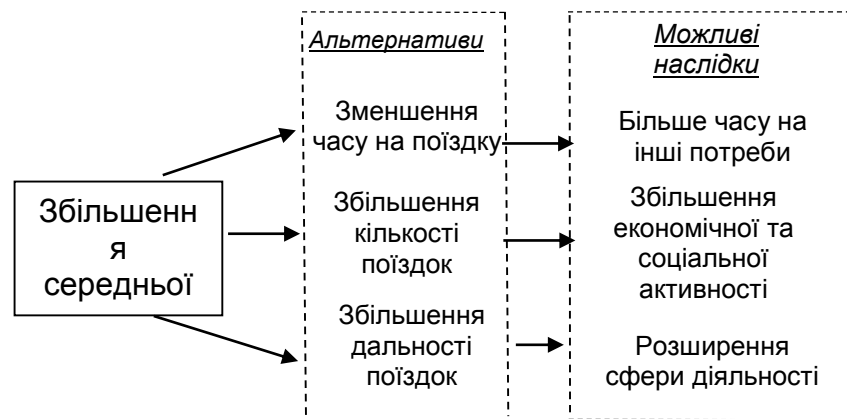 Альтернативи
Можливі
наслідки
Зменшення
часу на поїздку
Більше часу на
інші потреби
Збільшенн
я
середньої
Збільшення
кількості
поїздок
Збільшення
економічної та
соціальної
активності
Збільшення
дальності
поїздок
Розширення
сфери діяльності